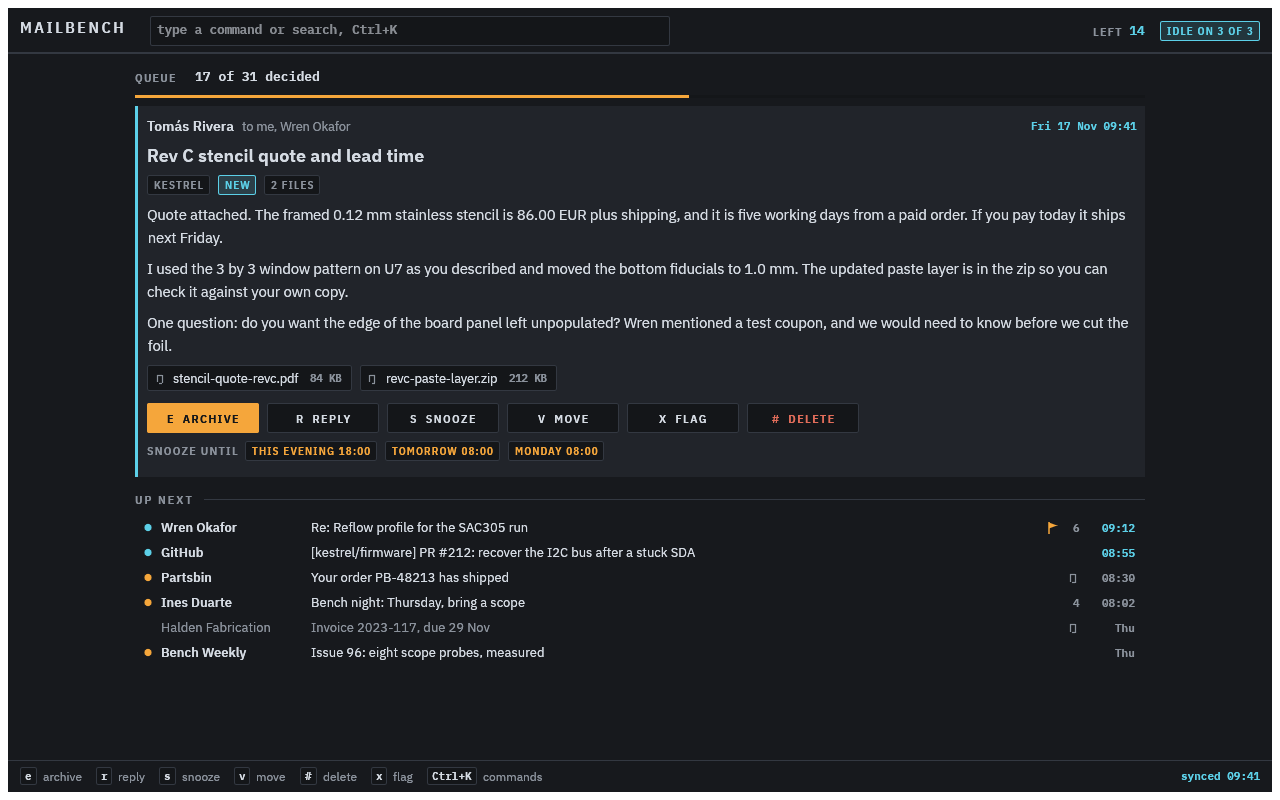 MAILBENCH
type a command or search, Ctrl+K
LEFT 14
IDLE ON 3 OF 3
QUEUE 17 of 31 decided
Tomás Rivera to me, Wren Okafor
Fri 17 Nov 09:41
Rev C stencil quote and lead time
KESTREL NEW 2 FILES
Quote attached. The framed 0.12 mm stainless stencil is 86.00 EUR plus shipping, and it is five working days from a paid order. If you pay today it ships
next Friday.
I used the 3 by 3 window pattern on U7 as you described and moved the bottom fiducials to 1.0 mm. The updated paste layer is in the zip so you can
check it against your own copy.
One question: do you want the edge of the board panel left unpopulated? Wren mentioned a test coupon, and we would need to know before we cut the
foil.
stencil-quote-revc.pdf 84 KB revc-paste-layer.zip 212 KB
E ARCHIVE R REPLY S SNOOZE V MOVE X FLAG # DELETE
SNOOZE UNTIL THIS EVENING 18:00 TOMORROW 08:00 MONDAY 08:00
UP NEXT
Wren Okafor Re: Reflow profile for the SAC305 run 6 09:12
GitHub [kestrel/firmware] PR #212: recover the I2C bus after a stuck SDA 08:55
Partsbin Your order PB-48213 has shipped 08:30
Ines Duarte Bench night: Thursday, bring a scope 4 08:02
Halden Fabrication Invoice 2023-117, due 29 Nov Thu
Bench Weekly Issue 96: eight scope probes, measured Thu
e archive r reply s snooze v move # delete x flag Ctrl+K commands
synced 09:41